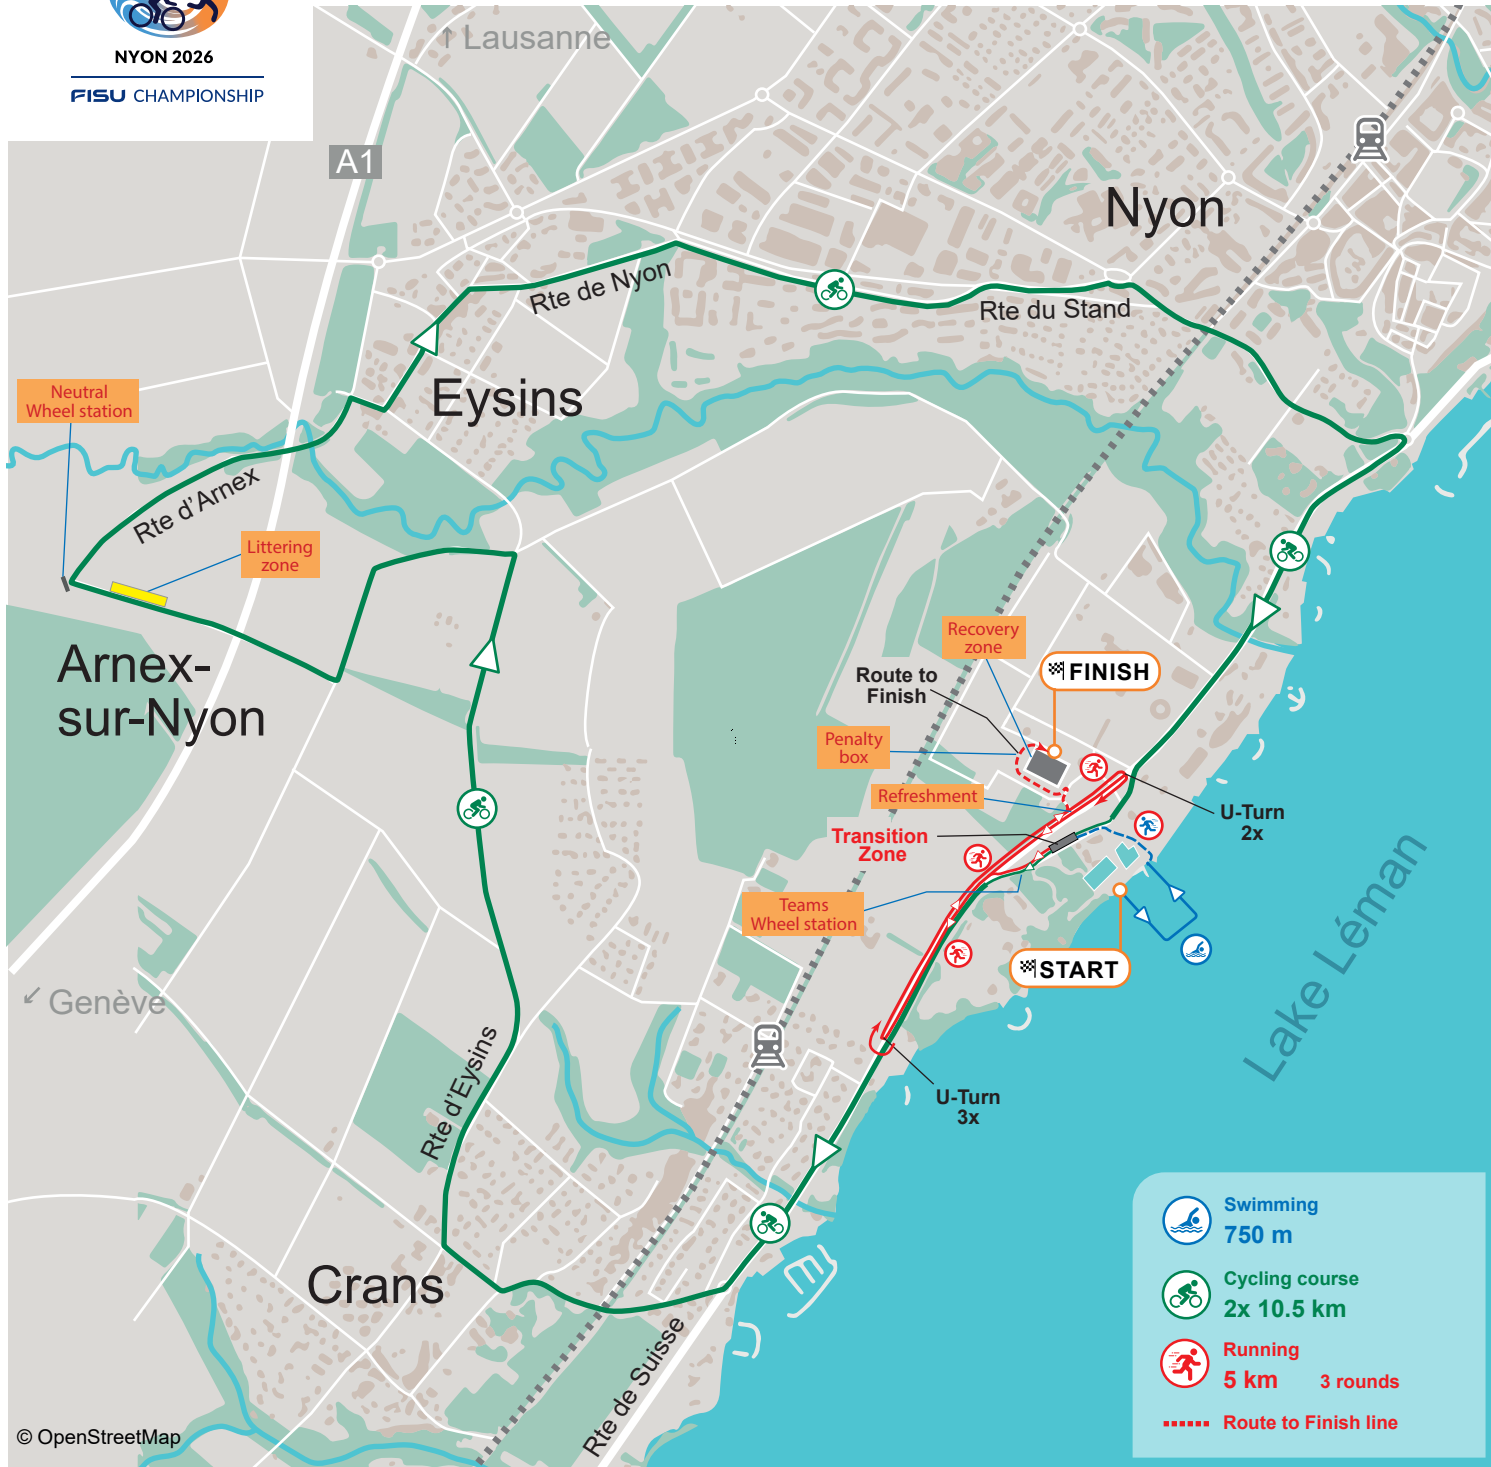 NYON 2026
FISU CHAMPIONSHIP
↑ Lausanne
A1
Nyon
Rte de Nyon
Rte du Stand
Neutral
Wheel station
Eysins
Rte d'Arnex
Littering
zone
Arnex-
sur-Nyon
Recovery
zone
Route to
Finish
FINISH
Penalty
box
Refreshment
U-Turn
2x
Transition
Zone
Teams
Wheel station
START
↙ Genève
Lake Léman
Rte d'Eysins
U-Turn
3x
Crans
Rte de Suisse
Swimming
750 m
Cycling course
2x 10.5 km
Running
5 km 3 rounds
Route to Finish line
© OpenStreetMap